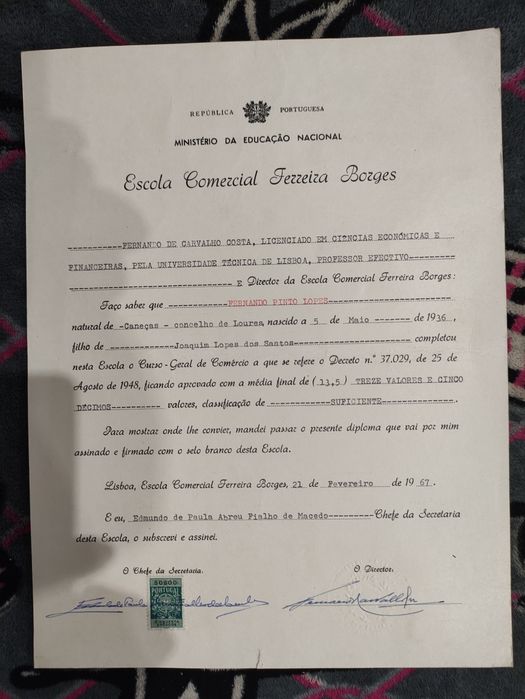 REPÚBLICA PORTUGUESA
MINISTÉRIO DA EDUCAÇÃO NACIONAL
Escola Comercial Ferreira Borges
-----------FERNANDO DE CARVALHO COSTA, LICENCIADO EM CIÊNCIAS ECONÓMICAS E
FINANCEIRAS, PELA UNIVERSIDADE TÉCNICA DE LISBOA, PROFESSOR EFECTIVO----------
-------------------------------- E Director da Escola Comercial Ferreira Borges:
Faço saber que ------------FERNANDO PINTO LOPES-------------------------
natural de -Caneças - concelho de Loures, nascido a 5 de Maio ------- de 1936,
filho de -------------Joaquim Lopes dos Santos----------------------------- completou
nesta Escola o Curso-Geral de Comércio a que se refere o Decreto n.º 37.029, de 25 de
Agosto de 1948, ficando aprovado com a média final de (13,5) TREZE VALORES E CINCO
DÉCIMOS---------- valores, classificação de ------------SUFICIENTE---------------.
Para mostrar onde lhe convier, mandei passar o presente diploma que vai por mim
assinado e firmado com o selo branco desta Escola.
Lisboa, Escola Comercial Ferreira Borges, 21 de Fevereiro de 1967.
E eu, Edmundo de Paula Abreu Fialho de Macedo---------Chefe da Secretaria
desta Escola, o subscrevi e assinei.
O Chefe da Secretaria, O Director,
PORTUGAL